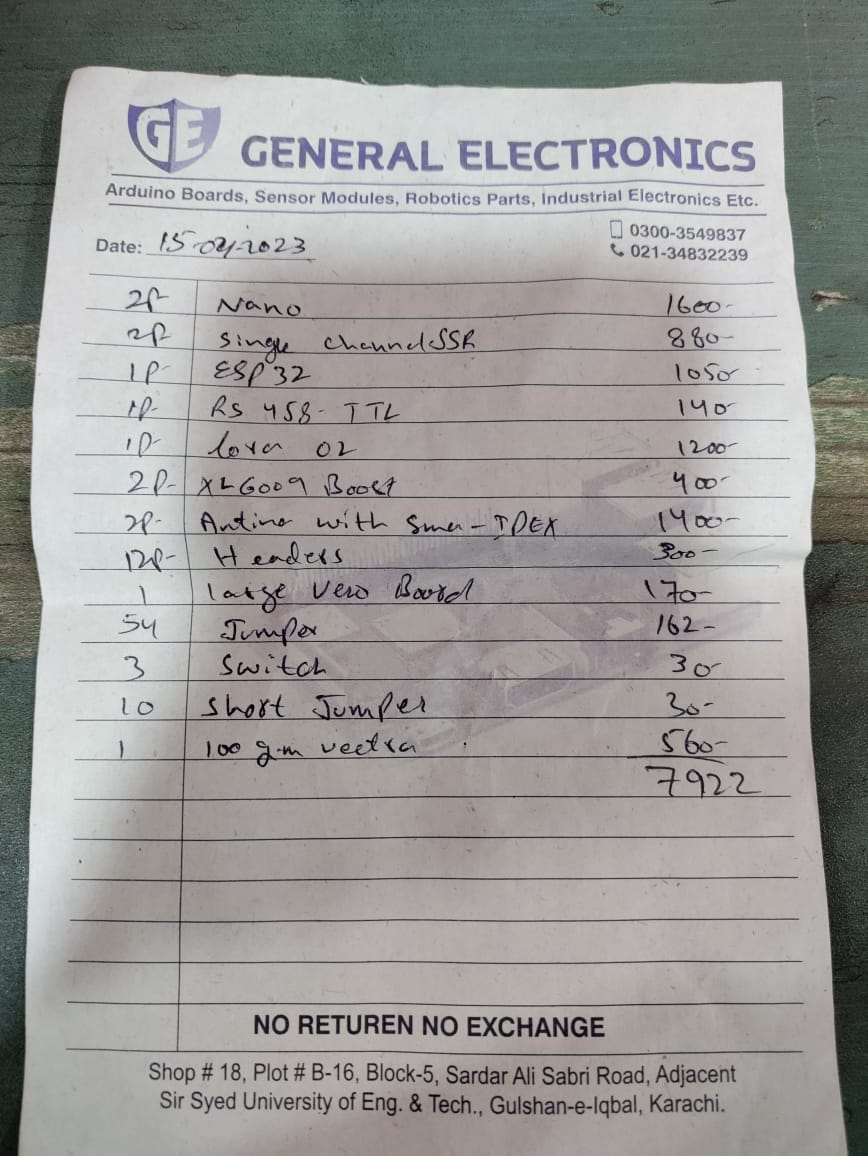 GE
GENERAL ELECTRONICS
Arduino Boards, Sensor Modules, Robotics Parts, Industrial Electronics Etc.
0300-3549837
Date: 15-04-2023 021-34832239
2P- Nano 1600-
2P- Single channel SSR 880-
1P- ESP32 1050-
1P- RS 458- TTL 140-
1P- lora 02 1200-
2P- XL6009 Boost 400-
2P- Antina with Sma-IPEX 1400-
12P- Headers 300-
1 large Vero Board 170-
54 Jumper 162-
3 Switch 30-
10 Short Jumper 30-
1 100 gm 560-
7922
NO RETUREN NO EXCHANGE
Shop # 18, Plot # B-16, Block-5, Sardar Ali Sabri Road, Adjacent
Sir Syed University of Eng. & Tech., Gulshan-e-Iqbal, Karachi.